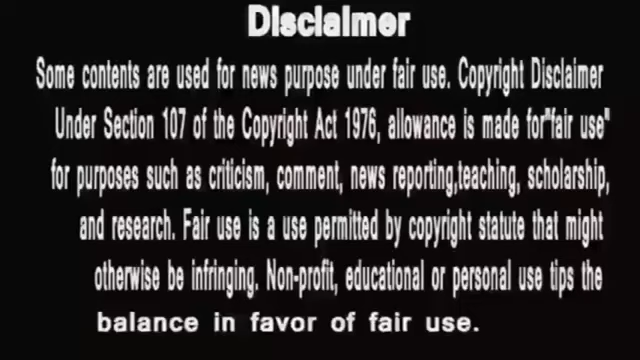 Disclaimer
Some contents are used for news purpose under fair use. Copyright Disclaimer
Under Section 107 of the Copyright Act 1976, allowance is made for"fair use"
for purposes such as criticism, comment, news reporting,teaching, scholarship,
and research. Fair use is a use permitted by copyright statute that might
otherwise be infringing. Non-profit, educational or personal use tips the
balance in favor of fair use.